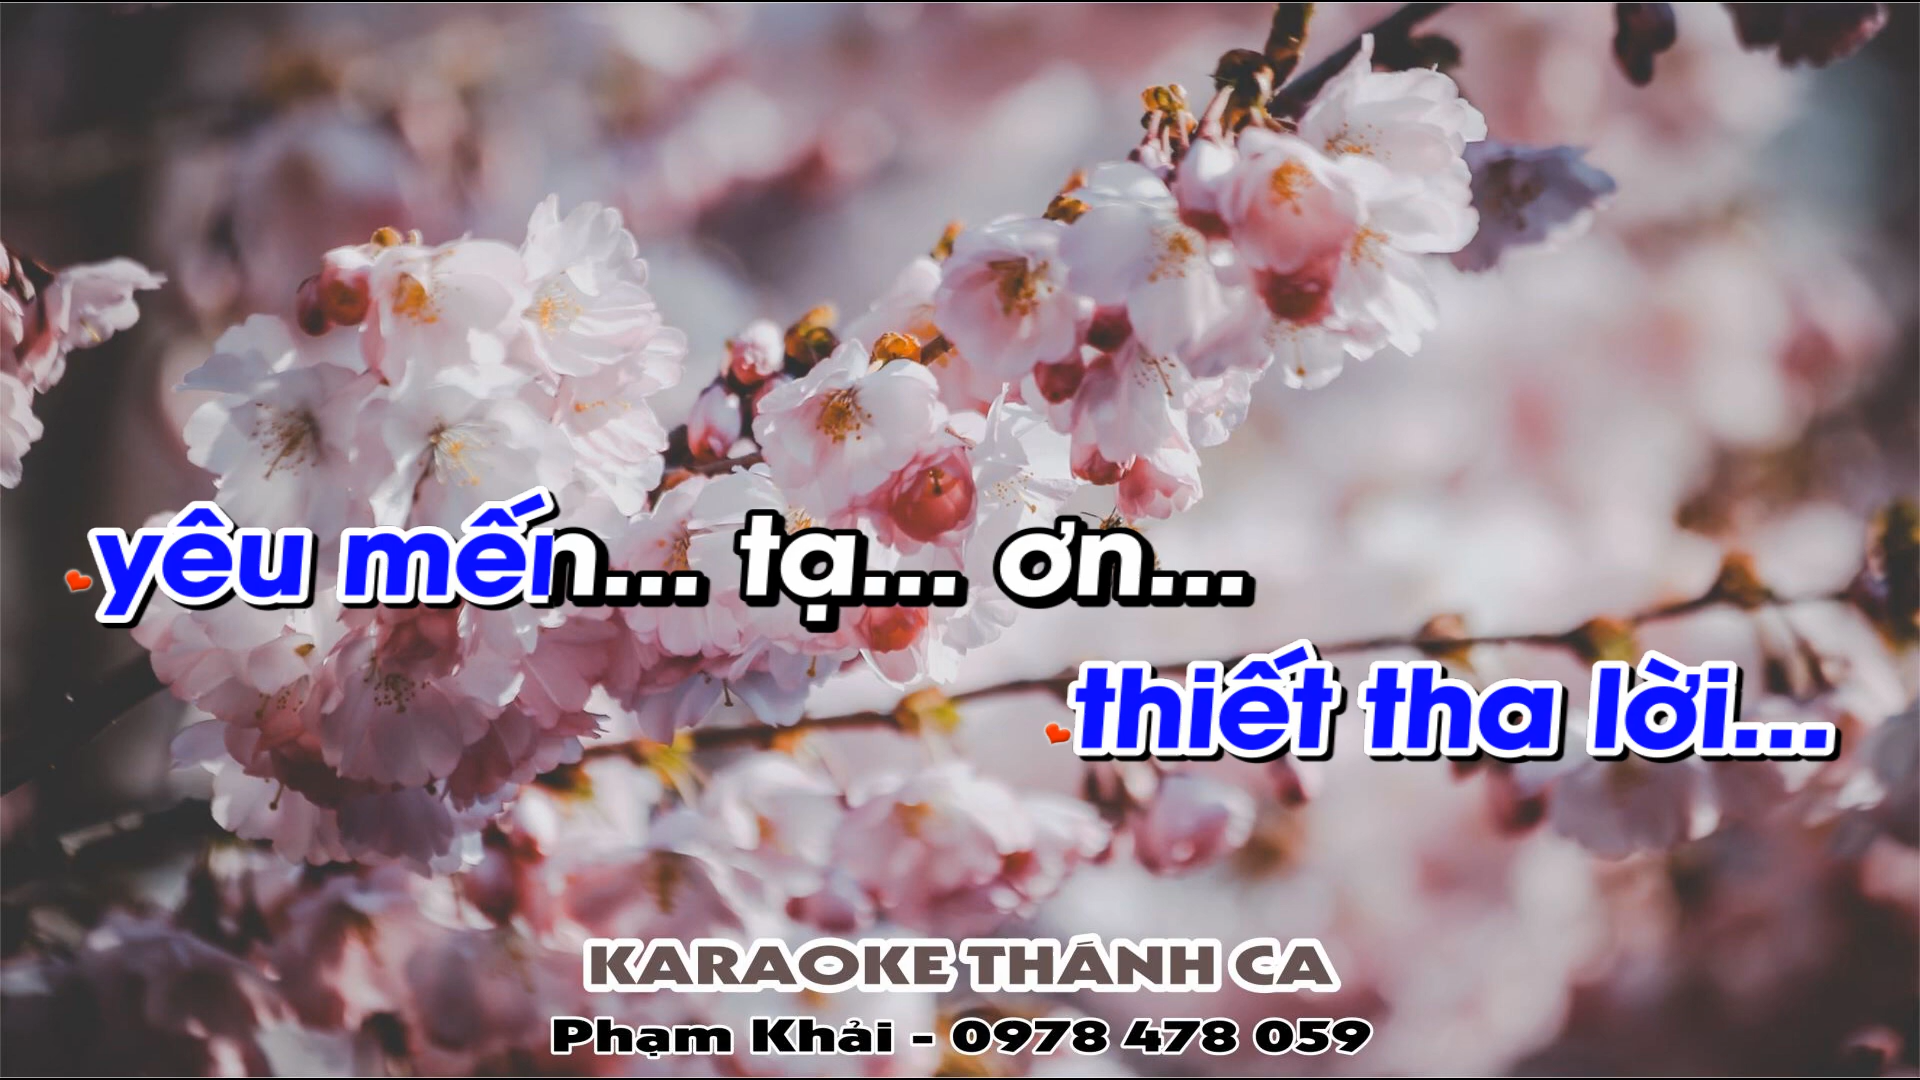 yêu mến... tạ... ơn...
thiết tha lời...
KARAOKE THÁNH CA
Phạm Khải - 0978 478 059